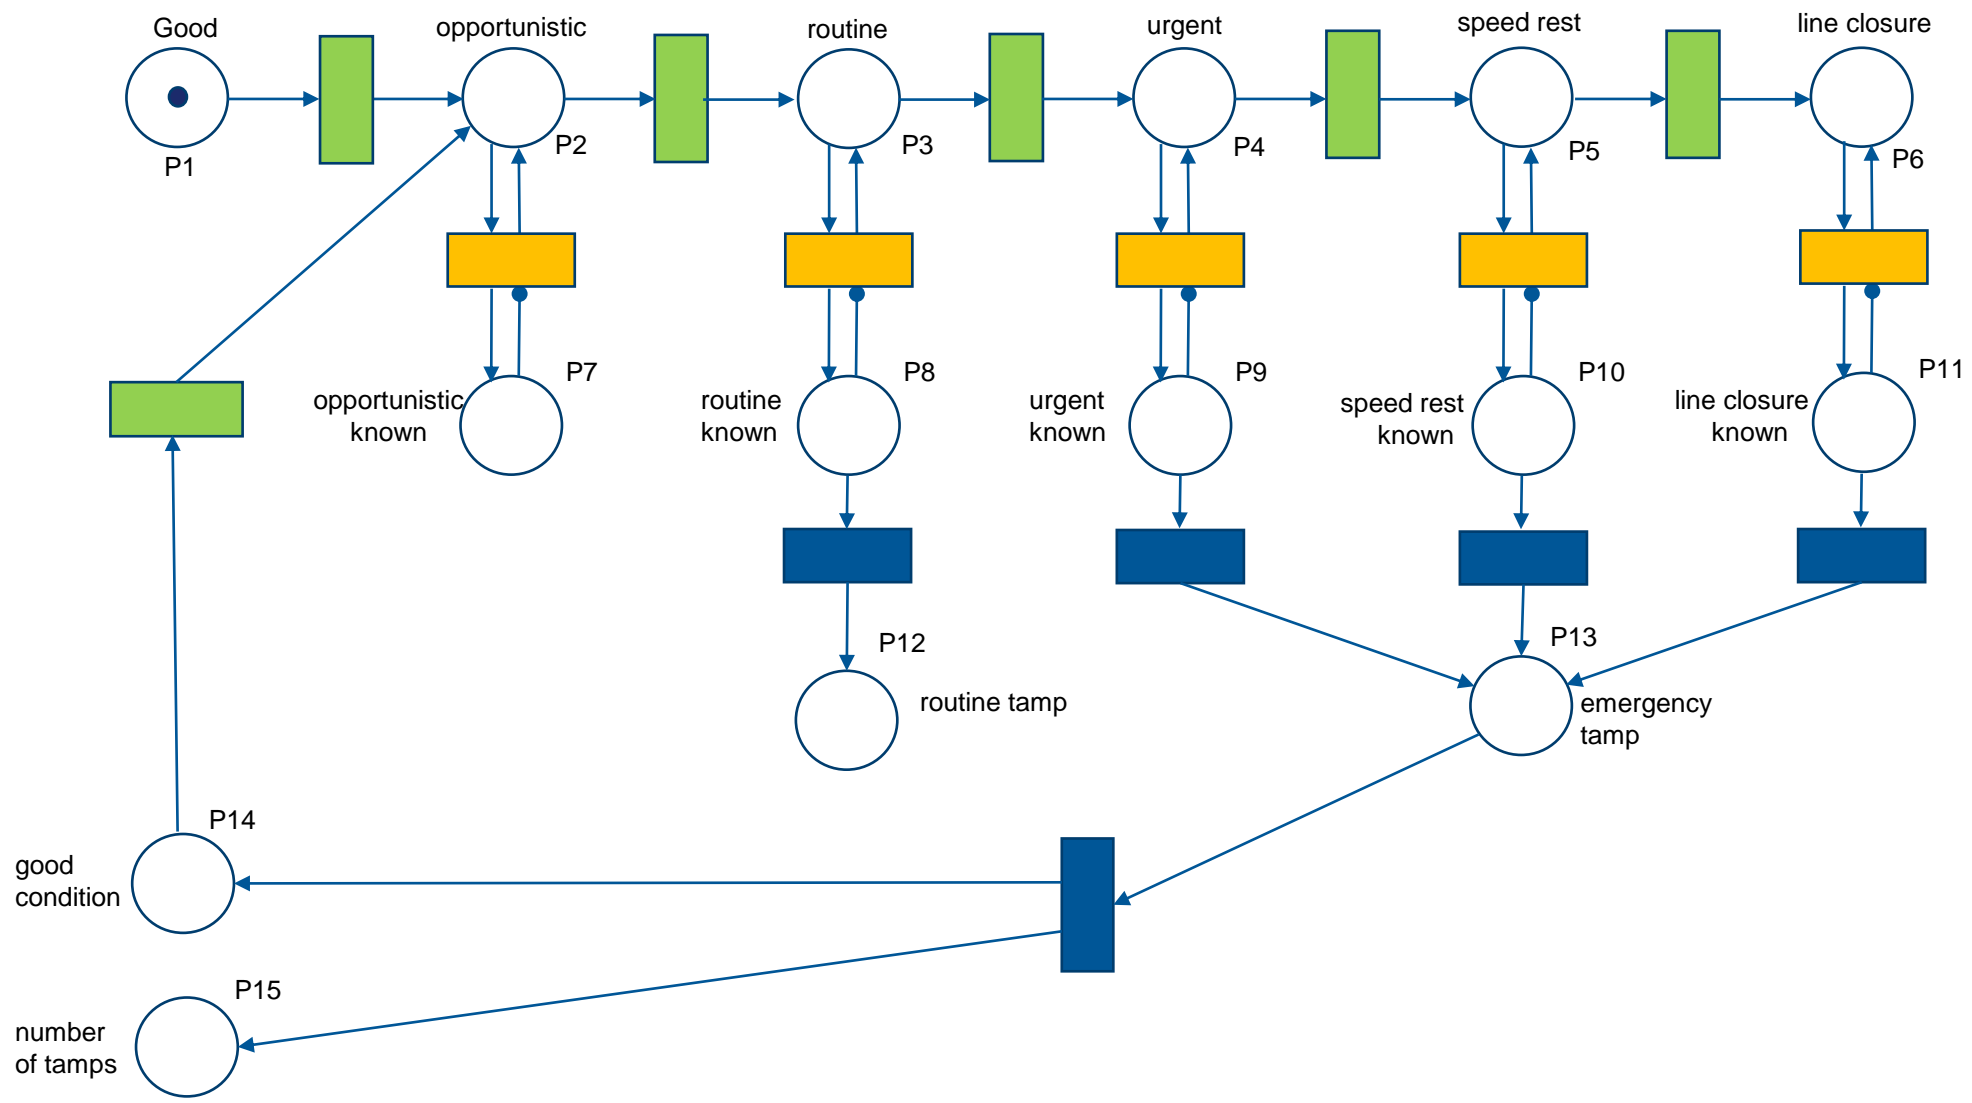 Good
opportunistic
routine
urgent
speed rest
line closure
P1
P2
P3
P4
P5
P6
P7
P8
P9
P10
P11
opportunistic
known
routine
known
urgent
known
speed rest
known
line closure
known
P12
P13
routine tamp
emergency
tamp
P14
good
condition
P15
number
of tamps